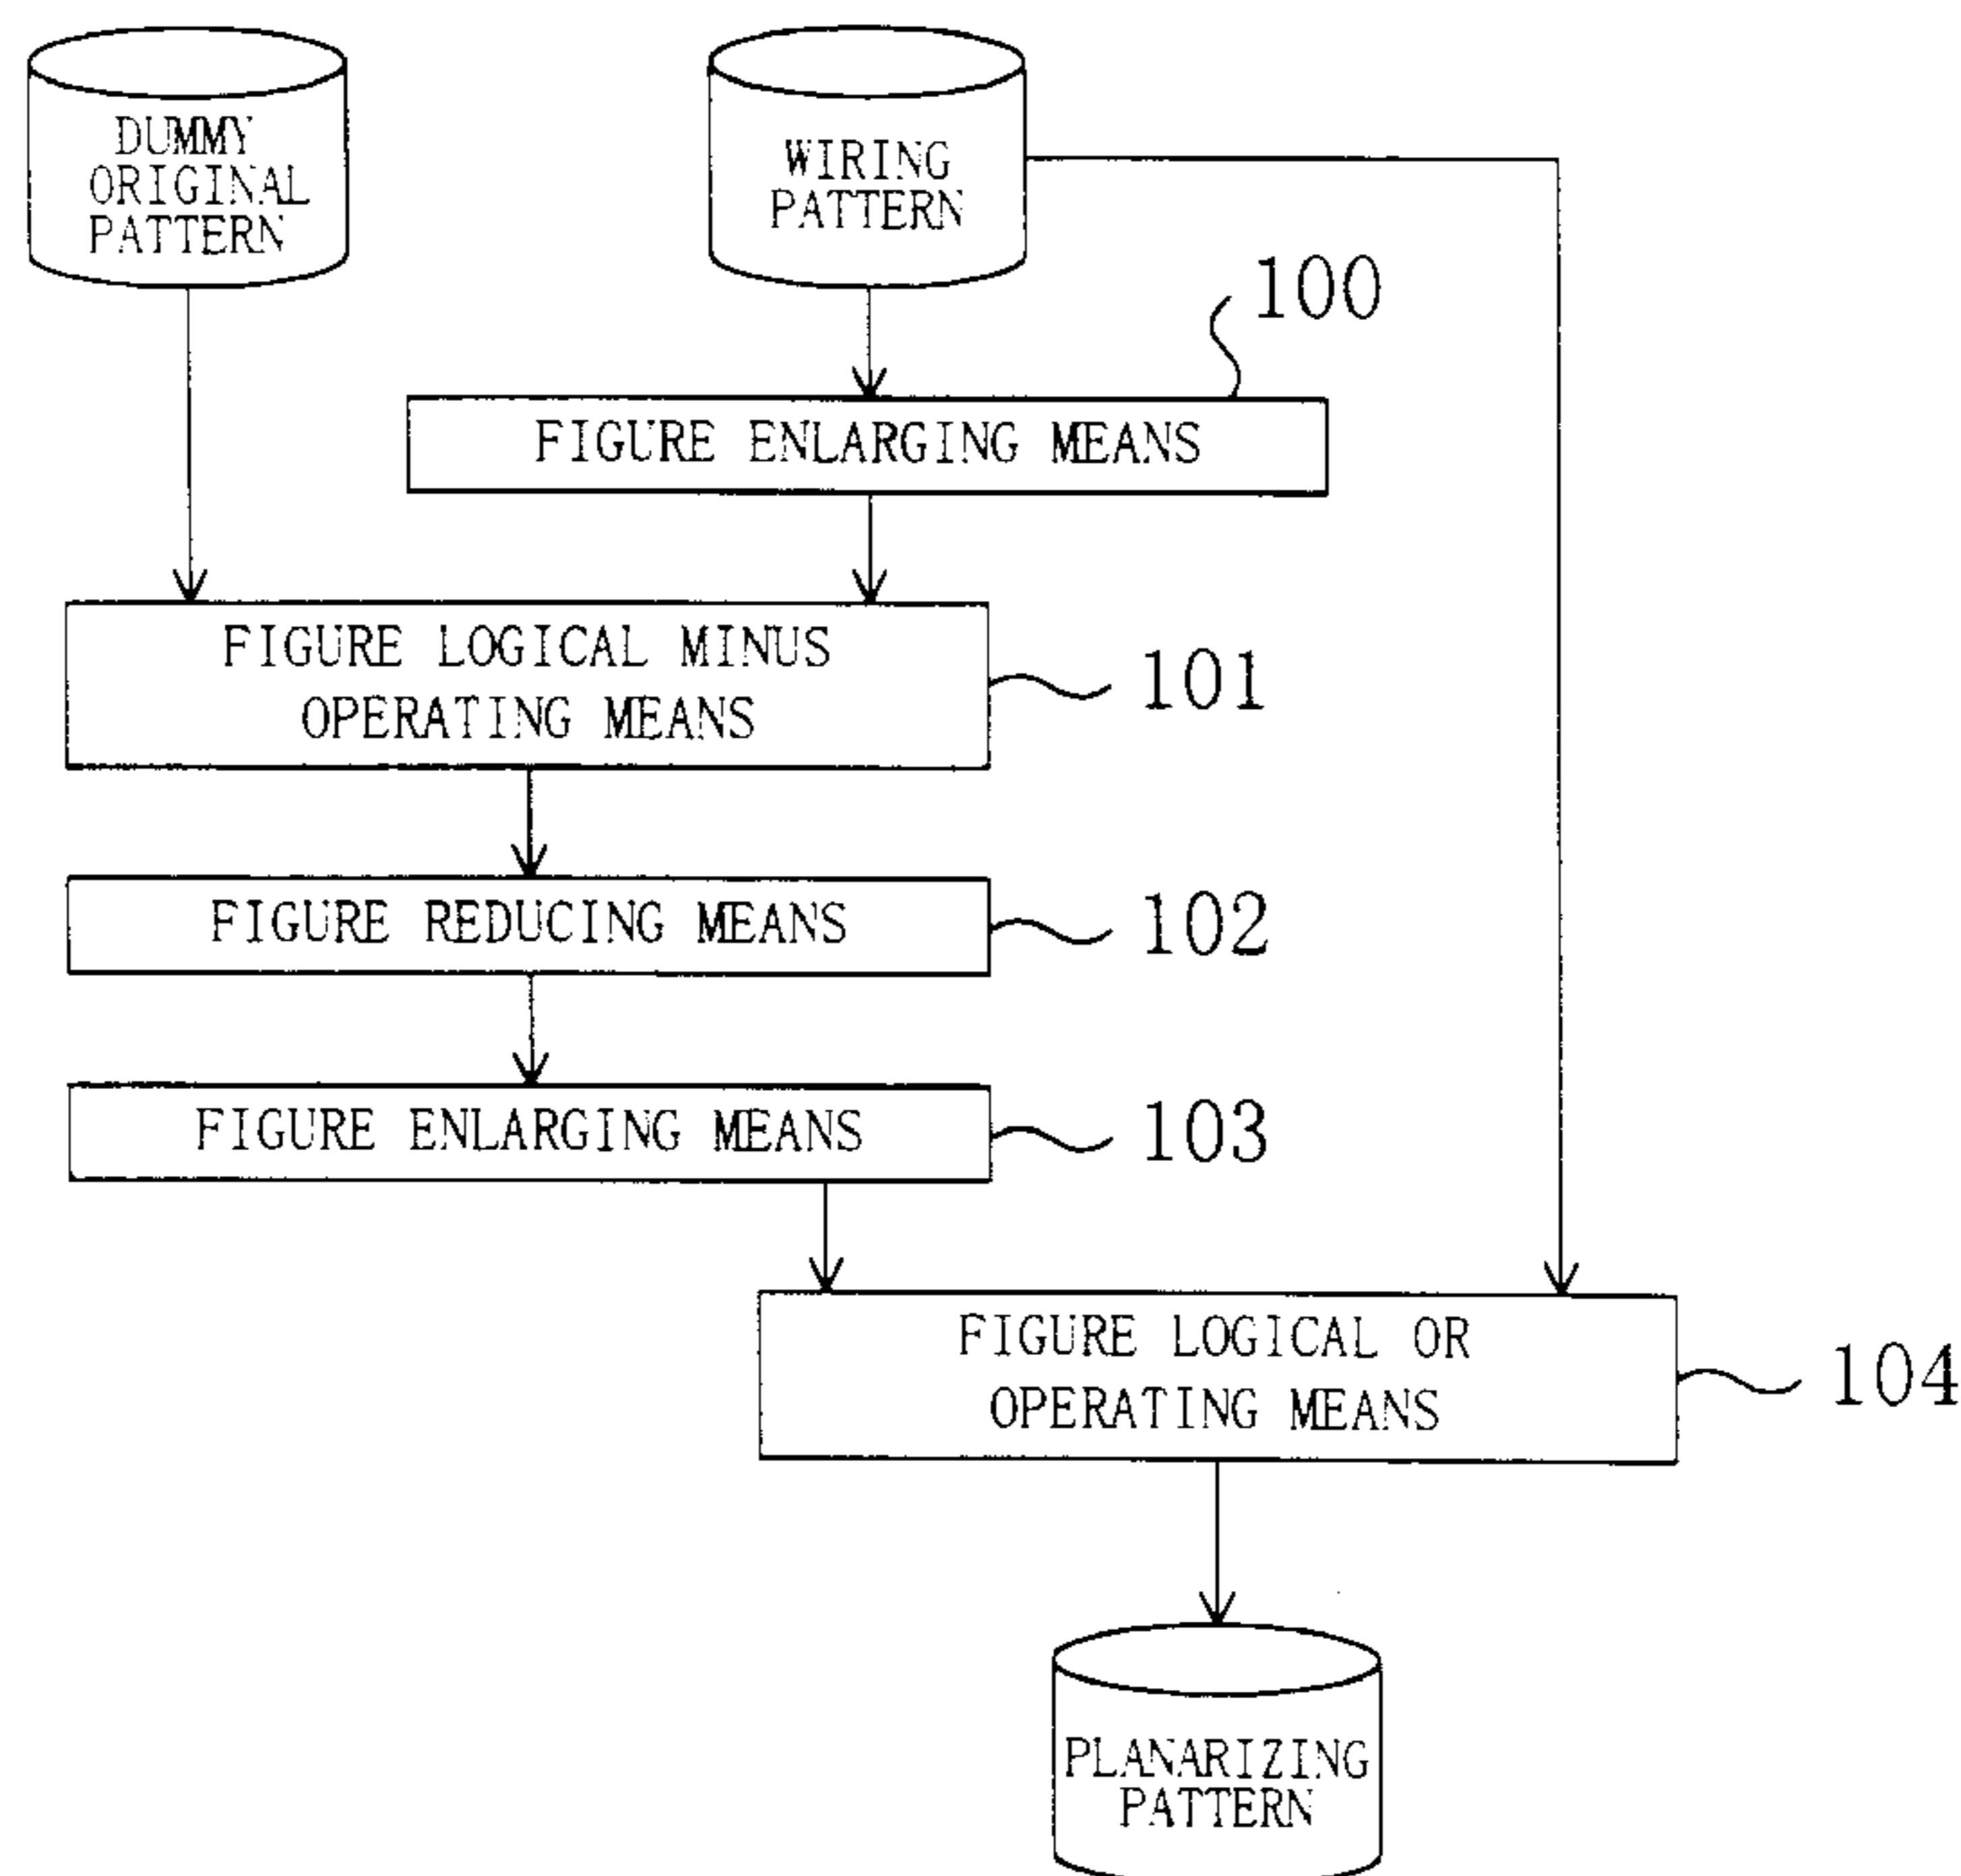 DUMMY
ORIGINAL
PATTERN
WIRING
PATTERN
100
FIGURE ENLARGING MEANS
FIGURE LOGICAL MINUS
OPERATING MEANS
101
FIGURE REDUCING MEANS
102
FIGURE ENLARGING MEANS
103
FIGURE LOGICAL OR
OPERATING MEANS
104
PLANARIZING
PATTERN